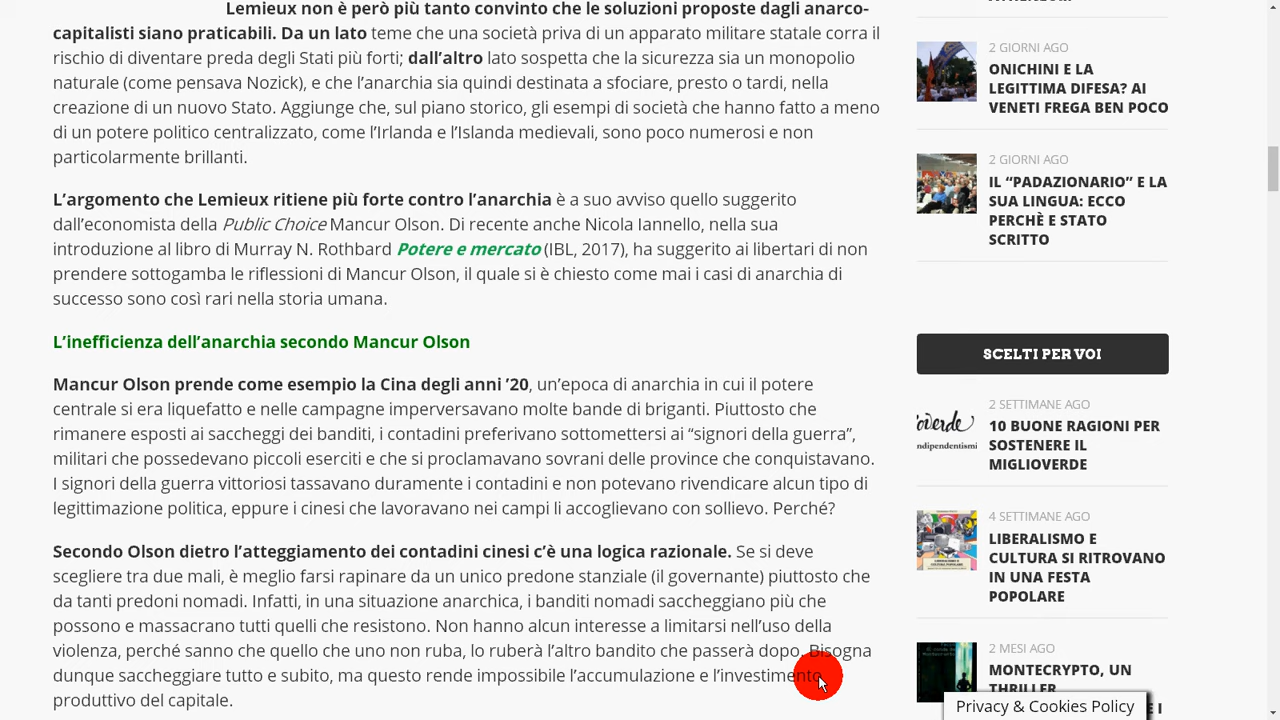 Lemieux non è però più tanto convinto che le soluzioni proposte dagli anarco-
capitalisti siano praticabili. Da un lato teme che una società priva di un apparato militare statale corra il
rischio di diventare preda degli Stati più forti; dall’altro lato sospetta che la sicurezza sia un monopolio
naturale (come pensava Nozick), e che l’anarchia sia quindi destinata a sfociare, presto o tardi, nella
creazione di un nuovo Stato. Aggiunge che, sul piano storico, gli esempi di società che hanno fatto a meno
di un potere politico centralizzato, come l’Irlanda e l’Islanda medievali, sono poco numerosi e non
particolarmente brillanti.
L’argomento che Lemieux ritiene più forte contro l’anarchia è a suo avviso quello suggerito
dall’economista della Public Choice Mancur Olson. Di recente anche Nicola Iannello, nella sua
introduzione al libro di Murray N. Rothbard Potere e mercato (IBL, 2017), ha suggerito ai libertari di non
prendere sottogamba le riflessioni di Mancur Olson, il quale si è chiesto come mai i casi di anarchia di
successo sono così rari nella storia umana.
L’inefficienza dell’anarchia secondo Mancur Olson
Mancur Olson prende come esempio la Cina degli anni ’20, un’epoca di anarchia in cui il potere
centrale si era liquefatto e nelle campagne imperversavano molte bande di briganti. Piuttosto che
rimanere esposti ai saccheggi dei banditi, i contadini preferivano sottomettersi ai “signori della guerra”,
militari che possedevano piccoli eserciti e che si proclamavano sovrani delle province che conquistavano.
I signori della guerra vittoriosi tassavano duramente i contadini e non potevano rivendicare alcun tipo di
legittimazione politica, eppure i cinesi che lavoravano nei campi li accoglievano con sollievo. Perché?
Secondo Olson dietro l’atteggiamento dei contadini cinesi c’è una logica razionale. Se si deve
scegliere tra due mali, è meglio farsi rapinare da un unico predone stanziale (il governante) piuttosto che
da tanti predoni nomadi. Infatti, in una situazione anarchica, i banditi nomadi saccheggiano più che
possono e massacrano tutti quelli che resistono. Non hanno alcun interesse a limitarsi nell’uso della
violenza, perché sanno che quello che uno non ruba, lo ruberà l’altro bandito che passerà dopo. Bisogna
dunque saccheggiare tutto e subito, ma questo rende impossibile l’accumulazione e l’investimento
produttivo del capitale.
2 GIORNI AGO
ONICHINI E LA
LEGITTIMA DIFESA? AI
VENETI FREGA BEN POCO
2 GIORNI AGO
IL “PADAZIONARIO” E LA
SUA LINGUA: ECCO
PERCHÈ E STATO
SCRITTO
SCELTI PER VOI
2 SETTIMANE AGO
10 BUONE RAGIONI PER
SOSTENERE IL
MIGLIOVERDE
4 SETTIMANE AGO
LIBERALISMO E
CULTURA SI RITROVANO
IN UNA FESTA
POPOLARE
2 MESI AGO
MONTECRYPTO, UN
THRILLER
Privacy & Cookies Policy